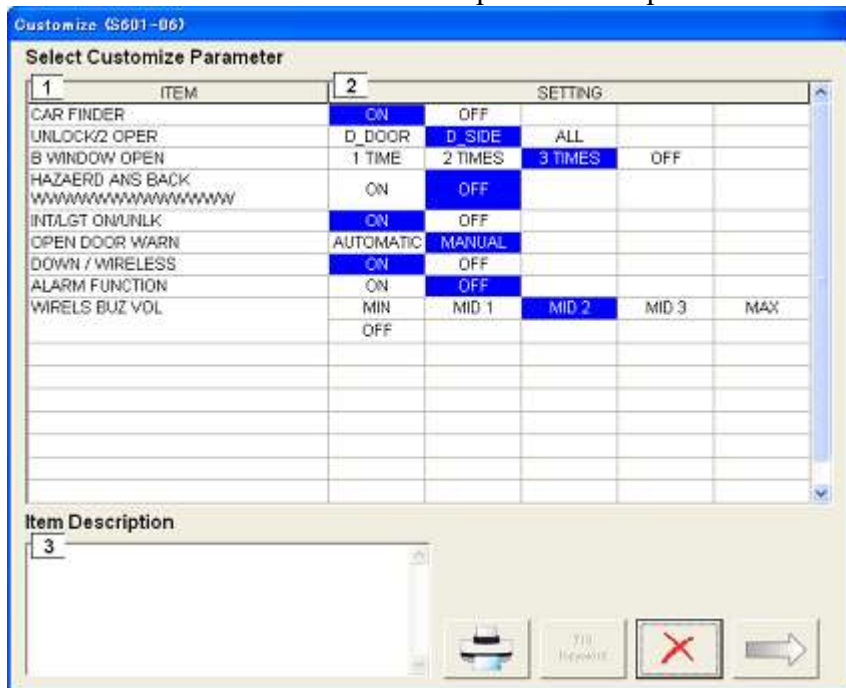 Customize (S601-06)
Select Customize Parameter
1 ITEM 2 SETTING
CAR FINDER ON OFF
UNLOCK/2 OPER D_DOOR D_SIDE ALL
B WINDOW OPEN 1 TIME 2 TIMES 3 TIMES OFF
HAZAERD ANS BACK ON OFF
INT/LGT ON/UNLK ON OFF
OPEN DOOR WARN AUTOMATIC MANUAL
DOWN / WIRELESS ON OFF
ALARM FUNCTION ON OFF
WIRELS BUZ VOL MIN MID 1 MID 2 MID 3 MAX
OFF
Item Description
3